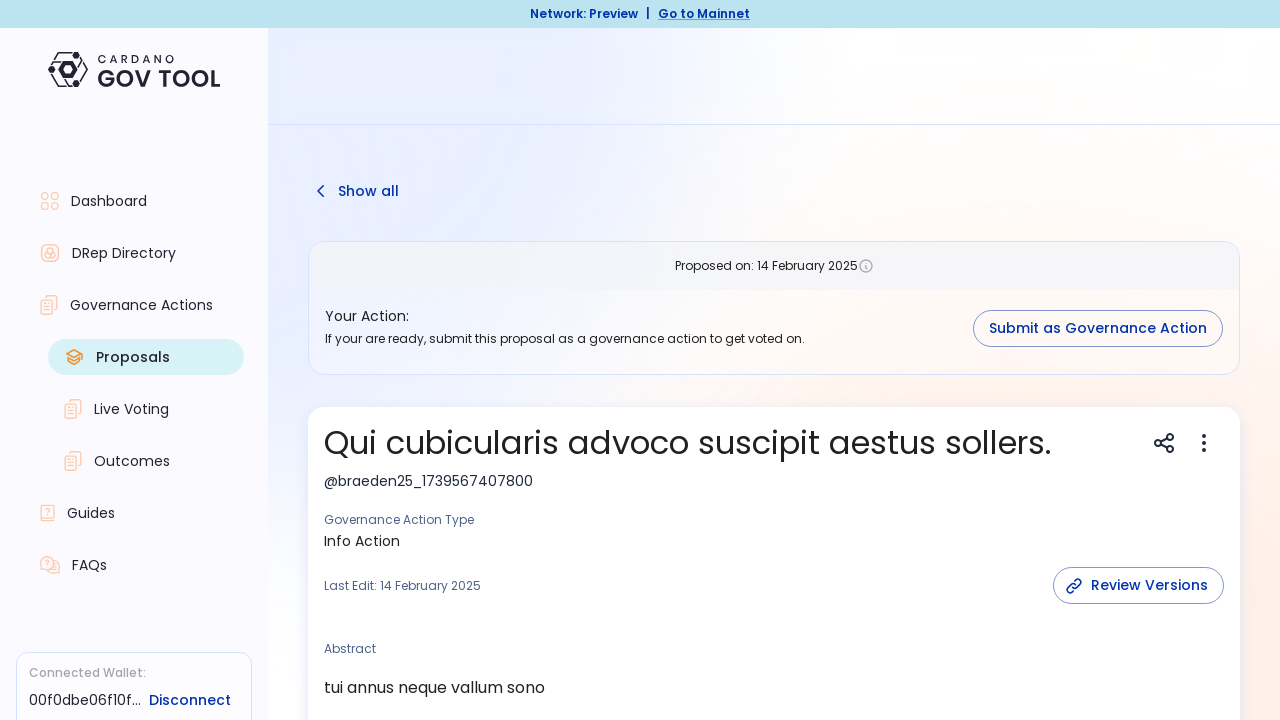 Network: Preview | Go to Mainnet
CARDANO
GOV TOOL
Dashboard
DRep Directory
Governance Actions
Proposals
Live Voting
Outcomes
Guides
FAQs
Connected Wallet:
00f0dbe06f10f... Disconnect
Show all
Proposed on: 14 February 2025
Your Action:
If your are ready, submit this proposal as a governance action to get voted on.
Submit as Governance Action
Qui cubicularis advoco suscipit aestus sollers.
@braeden25_1739567407800
Governance Action Type
Info Action
Last Edit: 14 February 2025
Review Versions
Abstract
tui annus neque vallum sono